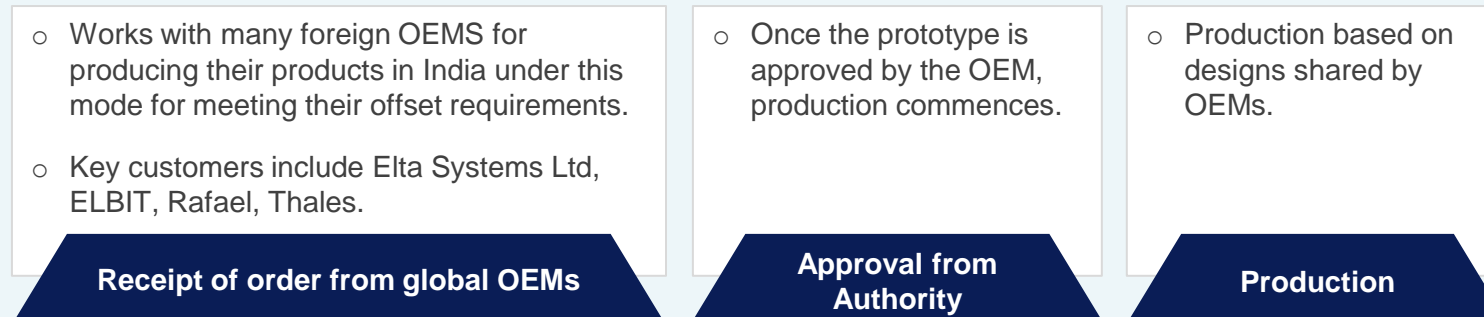 ○ Works with many foreign OEMS for
producing their products in India under this
mode for meeting their offset requirements.
○ Key customers include Elta Systems Ltd,
ELBIT, Rafael, Thales.
Receipt of order from global OEMs
○ Once the prototype is
approved by the OEM,
production commences.
Approval from
Authority
○ Production based on
designs shared by
OEMs.
Production